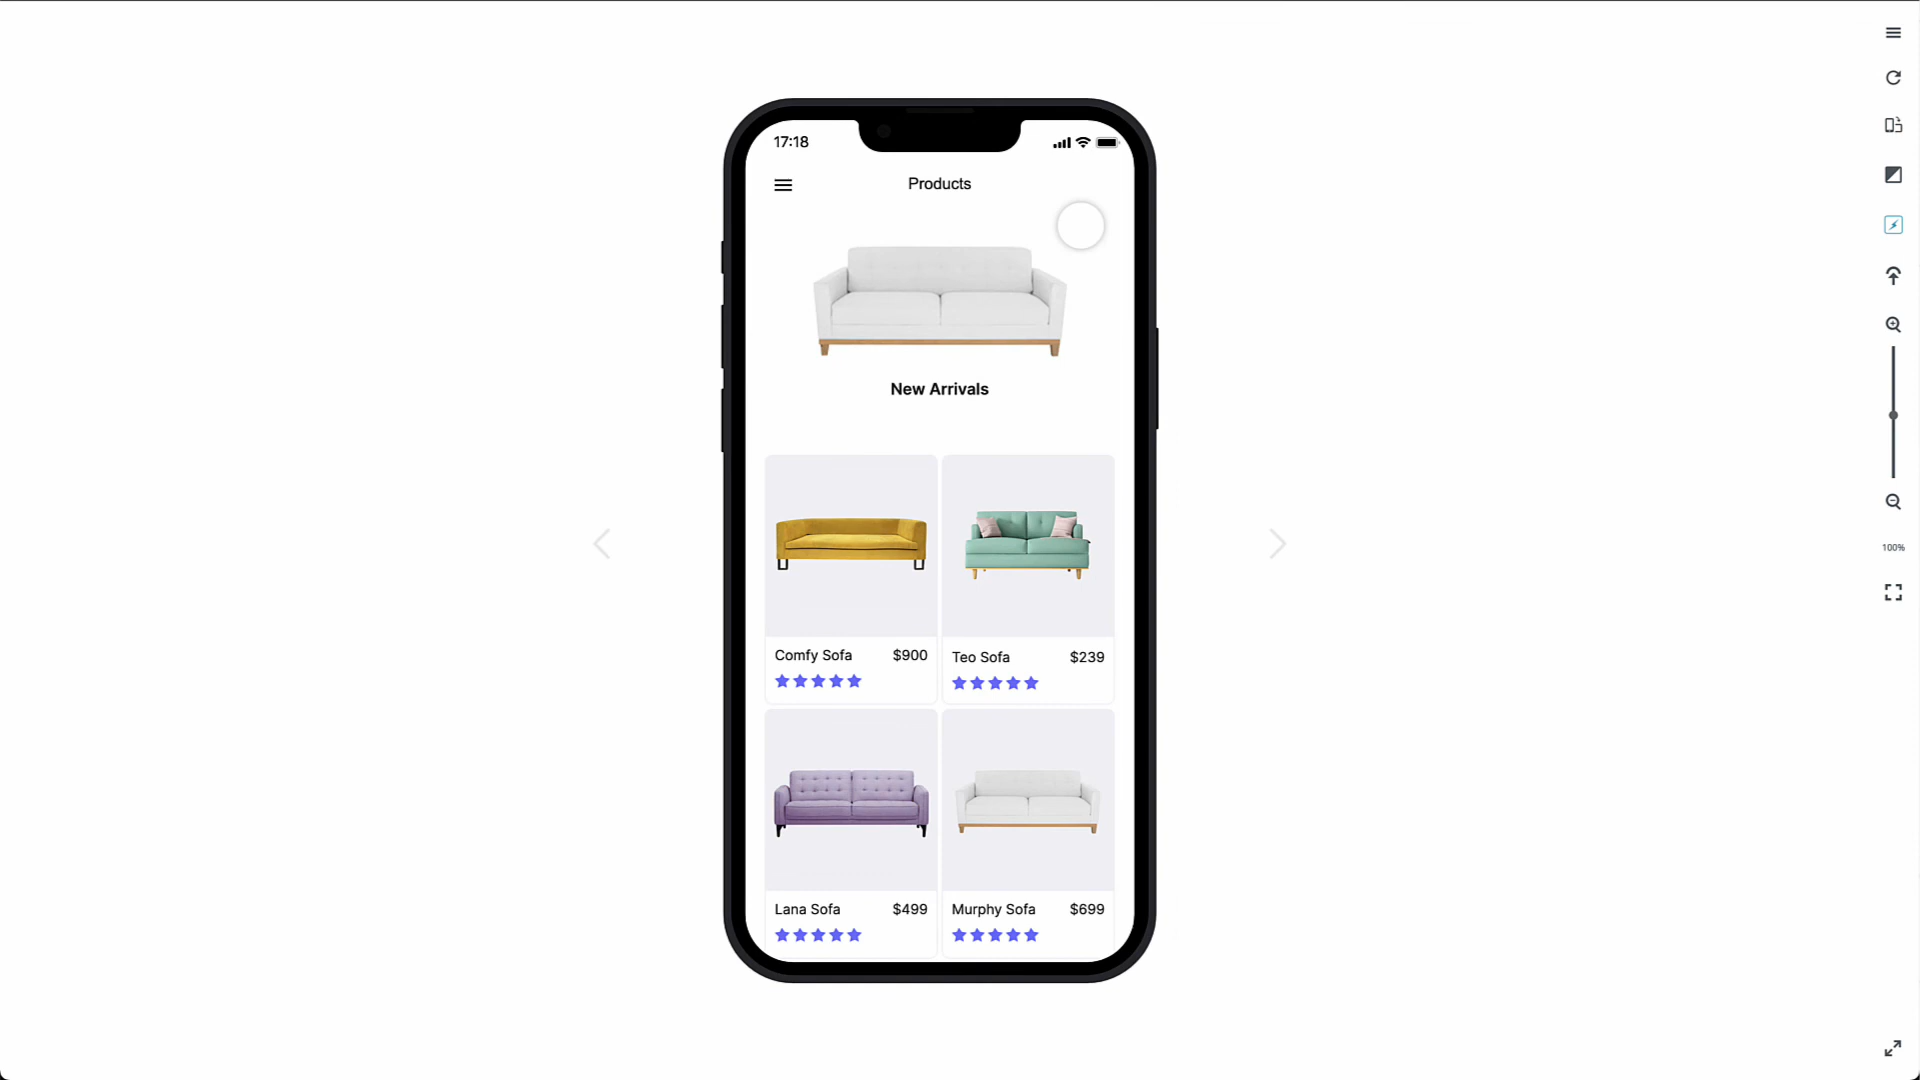 17:18
Products
New Arrivals
Comfy Sofa $900
Teo Sofa $239
Lana Sofa $499
Murphy Sofa $699
100%